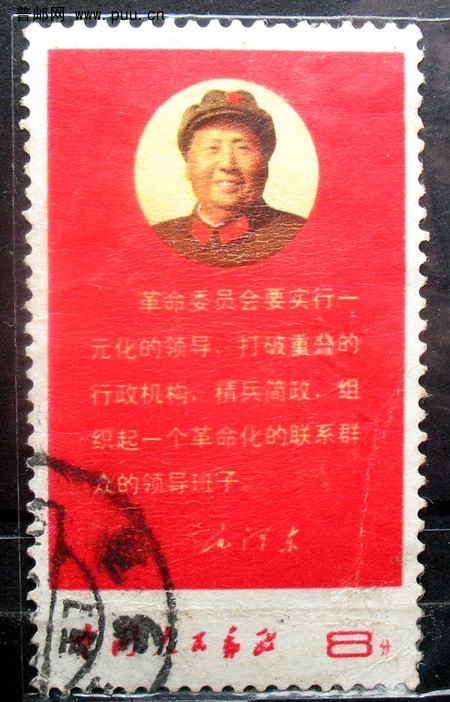 普邮网 www.puu.cn
革命委员会要实行一
元化的领导，打破重叠的
行政机构，精兵简政，组
织起一个革命化的联系群
众的领导班子。
毛泽东
中国人民邮政 8分